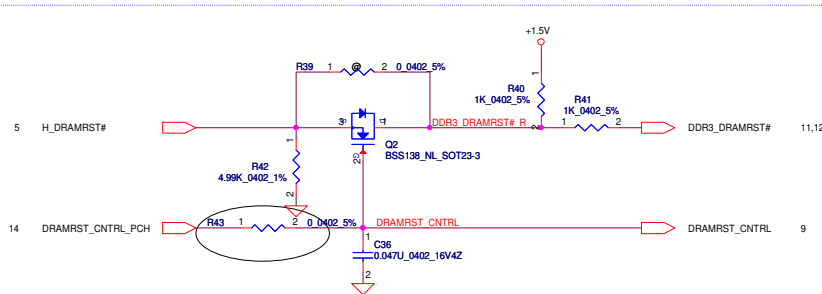 +1.5V
R39 1 @ 2 0_0402_5%
1
R40
1K_0402_5%
2
R41
1K_0402_5%
1 2
5 H_DRAMRST#
3 S D 1
DDR3_DRAMRST#_R
DDR3_DRAMRST# 11,12
G
2
Q2
BSS138_NL_SOT23-3
1
R42
4.99K_0402_1%
2
14 DRAMRST_CNTRL_PCH
R43 1 2 0_0402_5%
DRAMRST_CNTRL
DRAMRST_CNTRL 9
1
C36
0.047U_0402_16V4Z
2